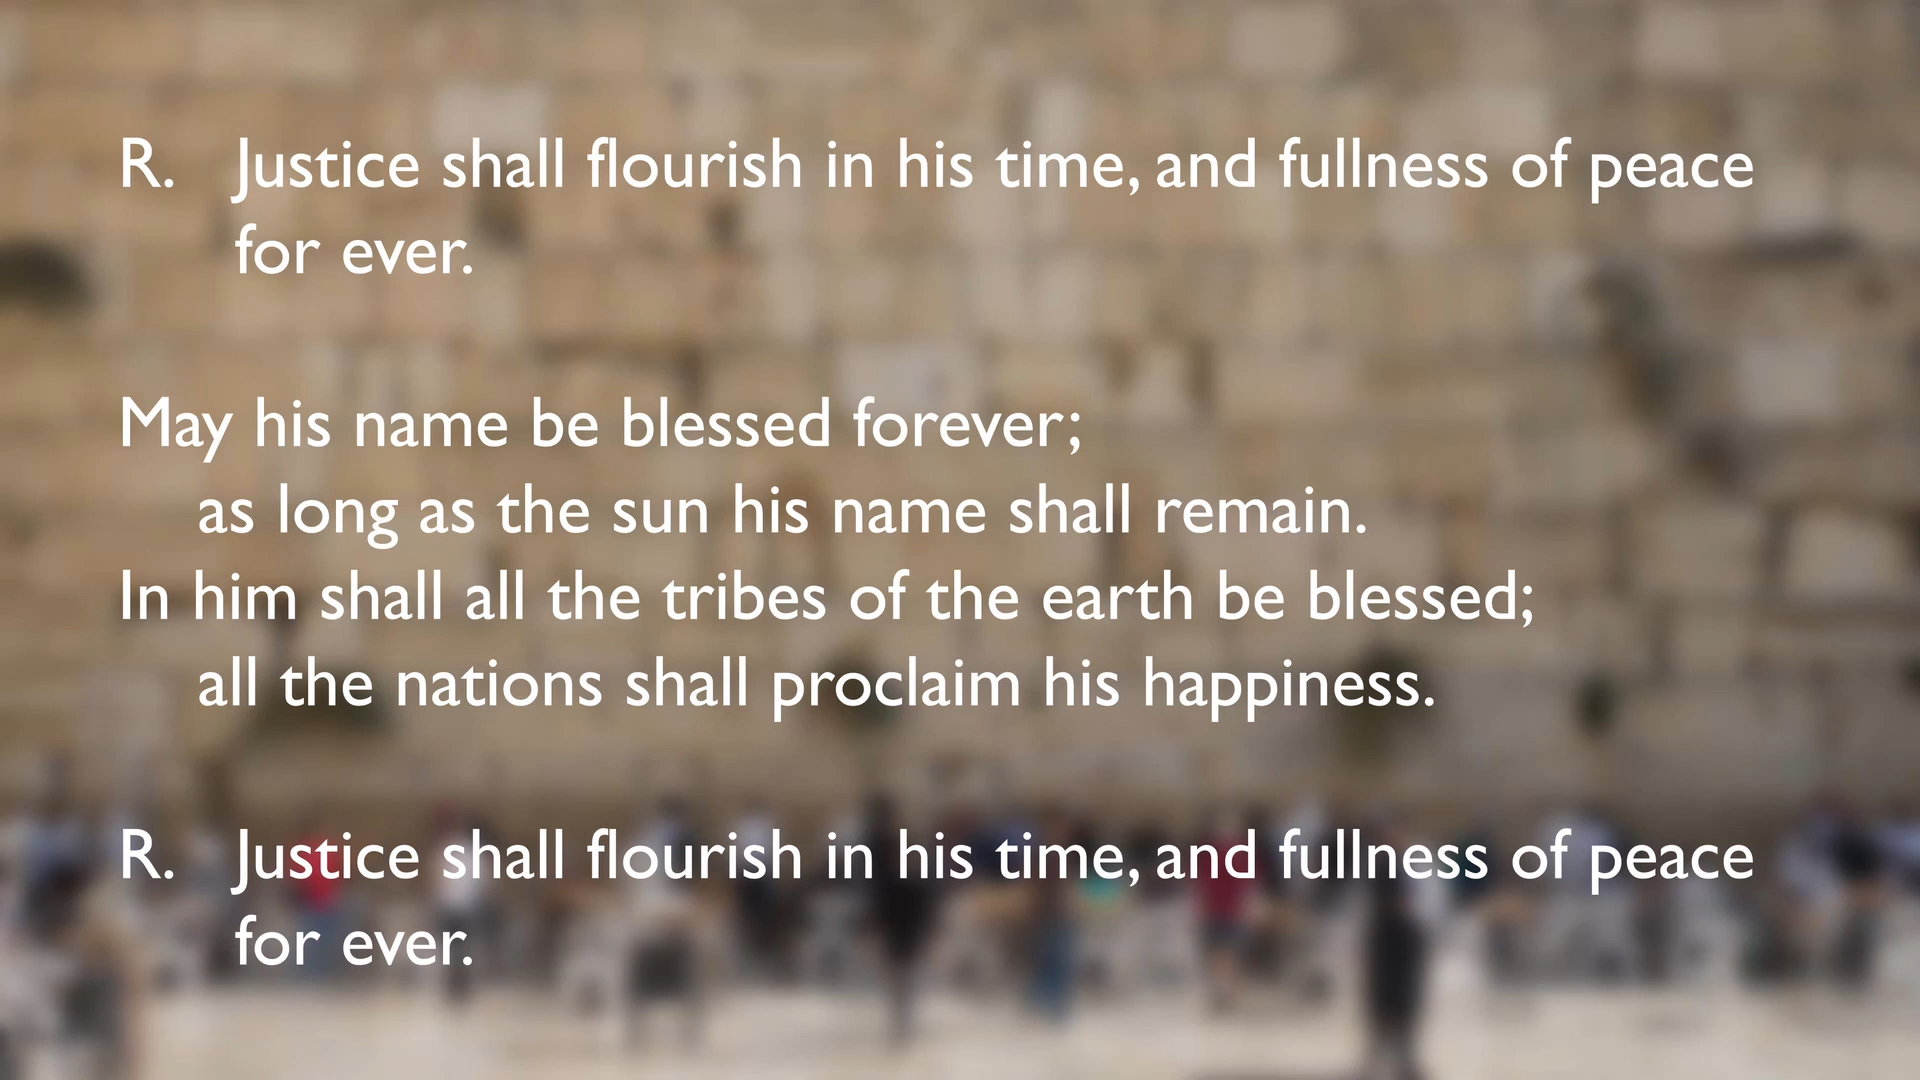 R. Justice shall flourish in his time, and fullness of peace
for ever.
May his name be blessed forever;
as long as the sun his name shall remain.
In him shall all the tribes of the earth be blessed;
all the nations shall proclaim his happiness.
R. Justice shall flourish in his time, and fullness of peace
for ever.